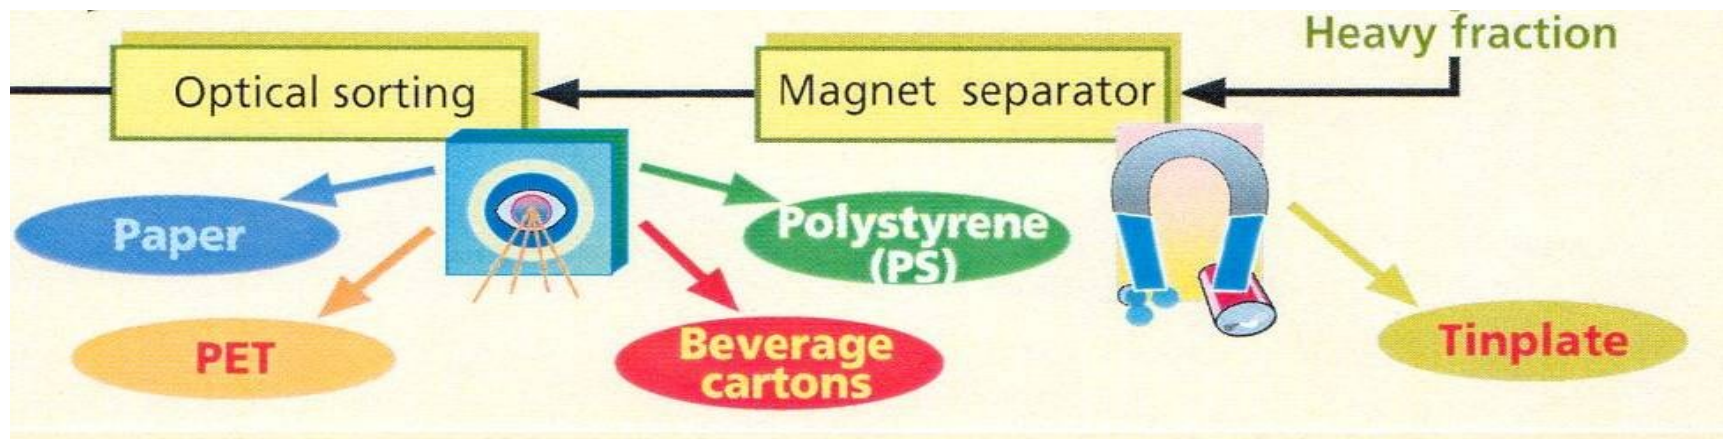 Heavy fraction
Optical sorting
Magnet separator
Paper
Polystyrene
(PS)
PET
Beverage
cartons
Tinplate